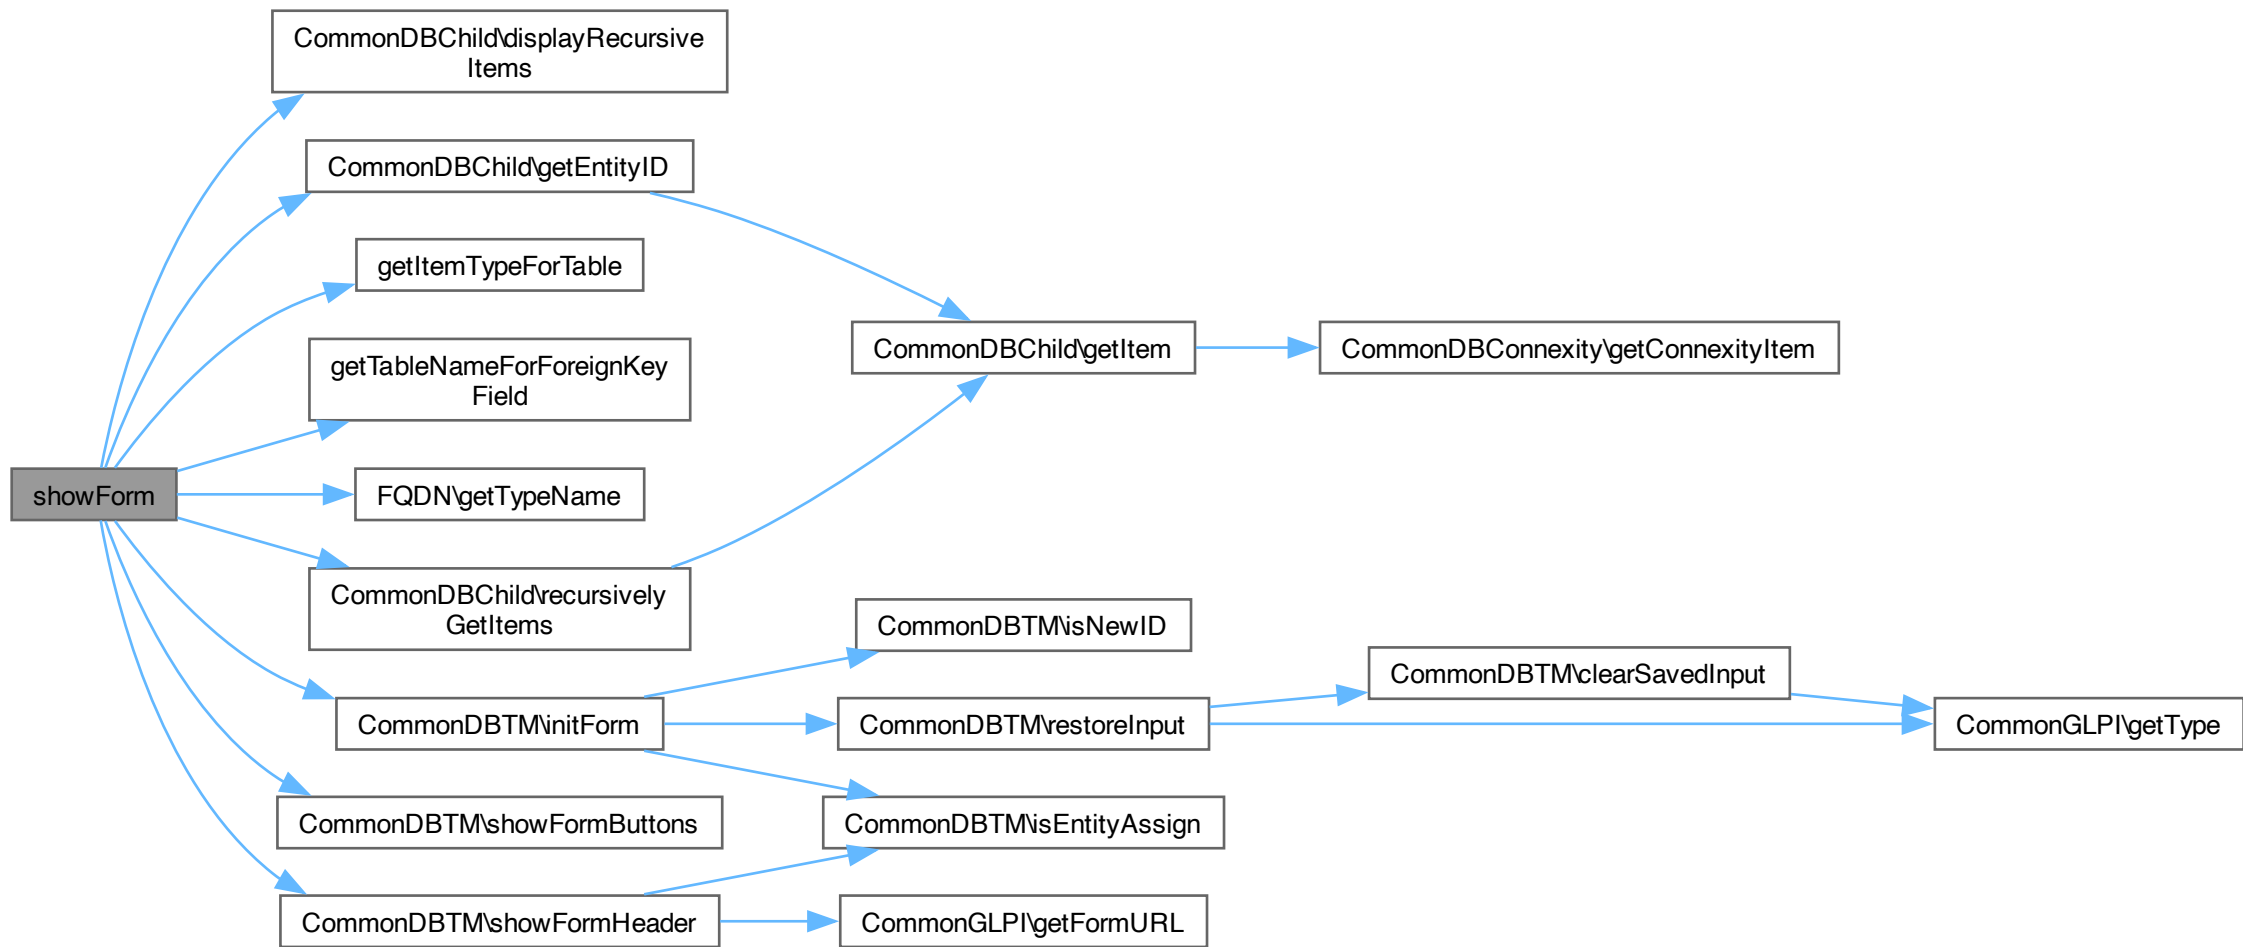 showForm
CommonDBChild\displayRecursive
Items
CommonDBChild\getEntityID
getItemTypeForTable
getTableNameForForeignKey
Field
FQDN\getTypeName
CommonDBChild\recursively
GetItems
CommonDBTM\initForm
CommonDBTM\showFormButtons
CommonDBTM\showFormHeader
CommonDBChild\getItem
CommonDBConnexity\getConnexityItem
CommonDBTM\isNewID
CommonDBTM\restoreInput
CommonDBTM\isEntityAssign
CommonGLPI\getFormURL
CommonDBTM\clearSavedInput
CommonGLPI\getType